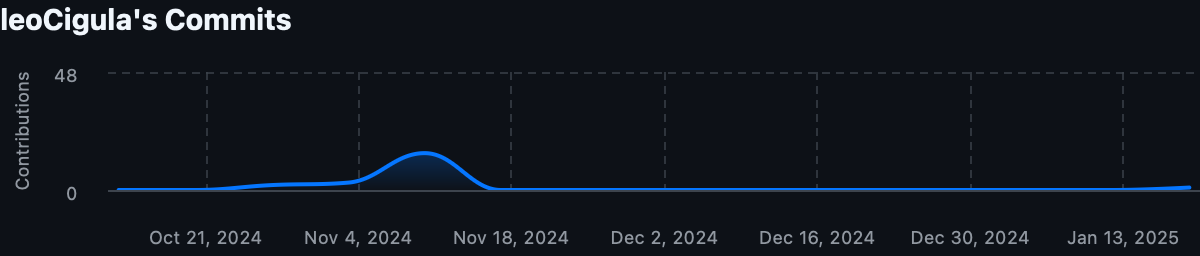 leoCigula's Commits
Contributions
48
0
Oct 21, 2024 Nov 4, 2024 Nov 18, 2024 Dec 2, 2024 Dec 16, 2024 Dec 30, 2024 Jan 13, 2025